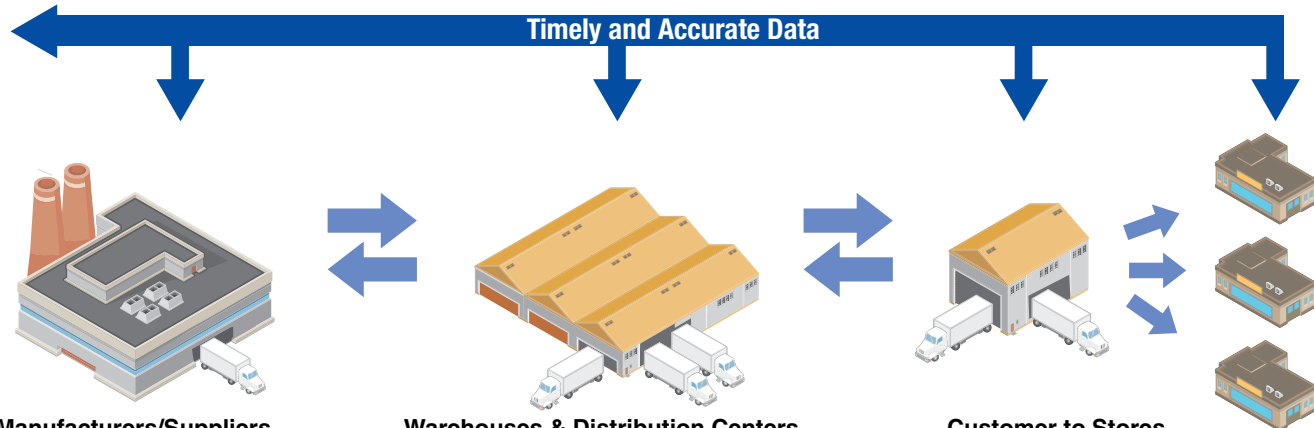 Timely and Accurate Data
Manufacturers/Suppliers
Warehouses & Distribution Centers
Customer to Stores